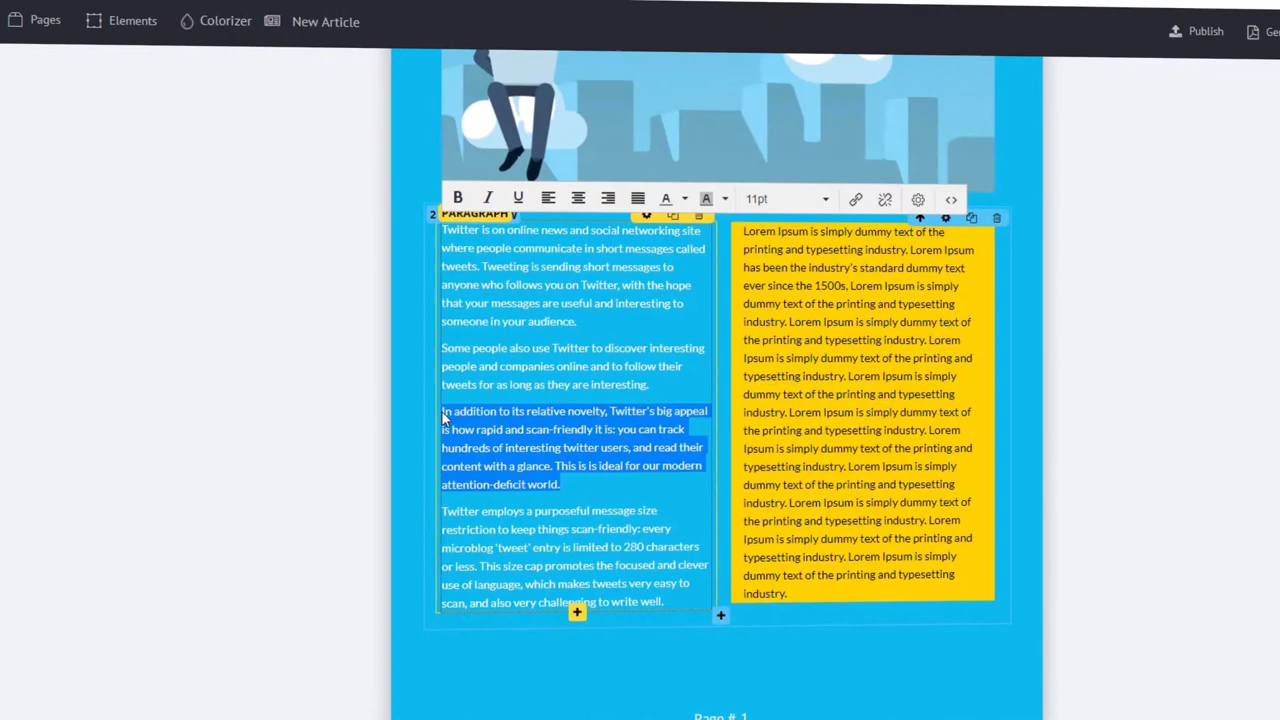 Pages
Elements
Colorizer
New Article
Publish
B I U A A 11pt
2 PARAGRAPH
Twitter is on online news and social networking site
where people communicate in short messages called
tweets. Tweeting is sending short messages to
anyone who follows you on Twitter, with the hope
that your messages are useful and interesting to
someone in your audience.
Some people also use Twitter to discover interesting
people and companies online and to follow their
tweets for as long as they are interesting.
In addition to its relative novelty, Twitter's big appeal
is how rapid and scan-friendly it is: you can track
hundreds of interesting twitter users, and read their
content with a glance. This is is ideal for our modern
attention-deficit world.
Twitter employs a purposeful message size
restriction to keep things scan-friendly: every
microblog 'tweet' entry is limited to 280 characters
or less. This size cap promotes the focused and clever
use of language, which makes tweets very easy to
scan, and also very challenging to write well.
Lorem Ipsum is simply dummy text of the
printing and typesetting industry. Lorem Ipsum
has been the industry's standard dummy text
ever since the 1500s, Lorem Ipsum is simply
dummy text of the printing and typesetting
industry. Lorem Ipsum is simply dummy text of
the printing and typesetting industry. Lorem
Ipsum is simply dummy text of the printing and
typesetting industry. Lorem Ipsum is simply
dummy text of the printing and typesetting
industry. Lorem Ipsum is simply dummy text of
the printing and typesetting industry. Lorem
Ipsum is simply dummy text of the printing and
typesetting industry. Lorem Ipsum is simply
dummy text of the printing and typesetting
industry. Lorem Ipsum is simply dummy text of
the printing and typesetting industry. Lorem
Ipsum is simply dummy text of the printing and
typesetting industry. Lorem Ipsum is simply
dummy text of the printing and typesetting
industry.
Page # 1